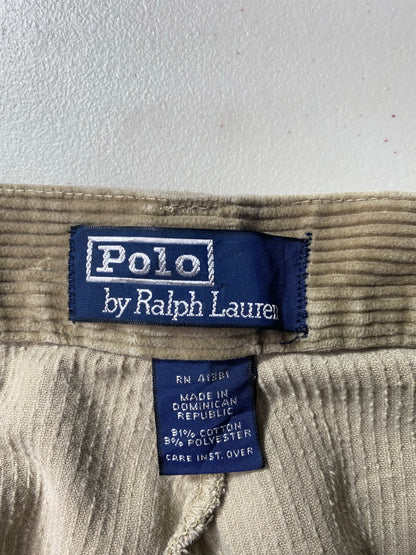 Polo
by Ralph Lauren
RN 41381
MADE IN
DOMINICAN
REPUBLIC
91% COTTON
9% POLYESTER
CARE INST. OVER